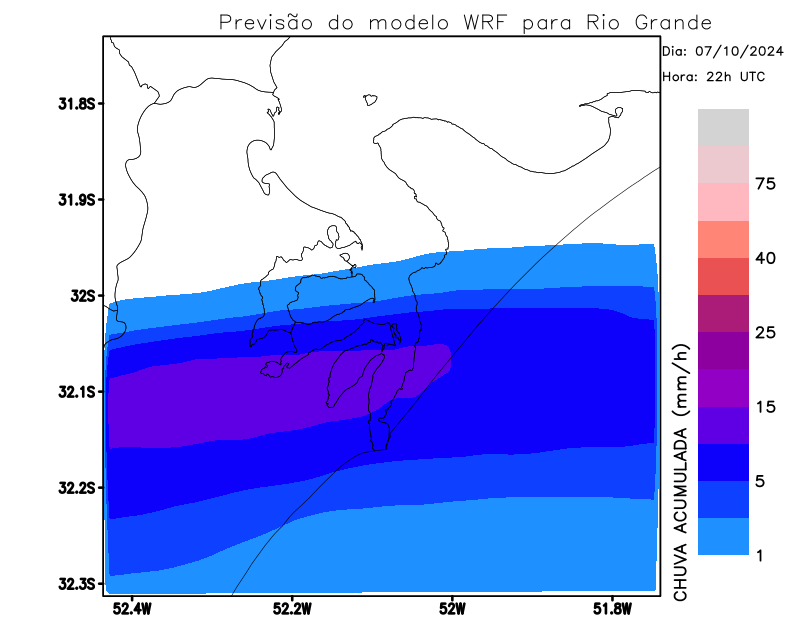 Previsão do modelo WRF para Rio Grande
Dia: 07/10/2024
Hora: 22h UTC
31.8S
31.9S
32S
32.1S
32.2S
32.3S
52.4W
52.2W
52W
51.8W
75
40
25
15
5
1
CHUVA ACUMULADA (mm/h)